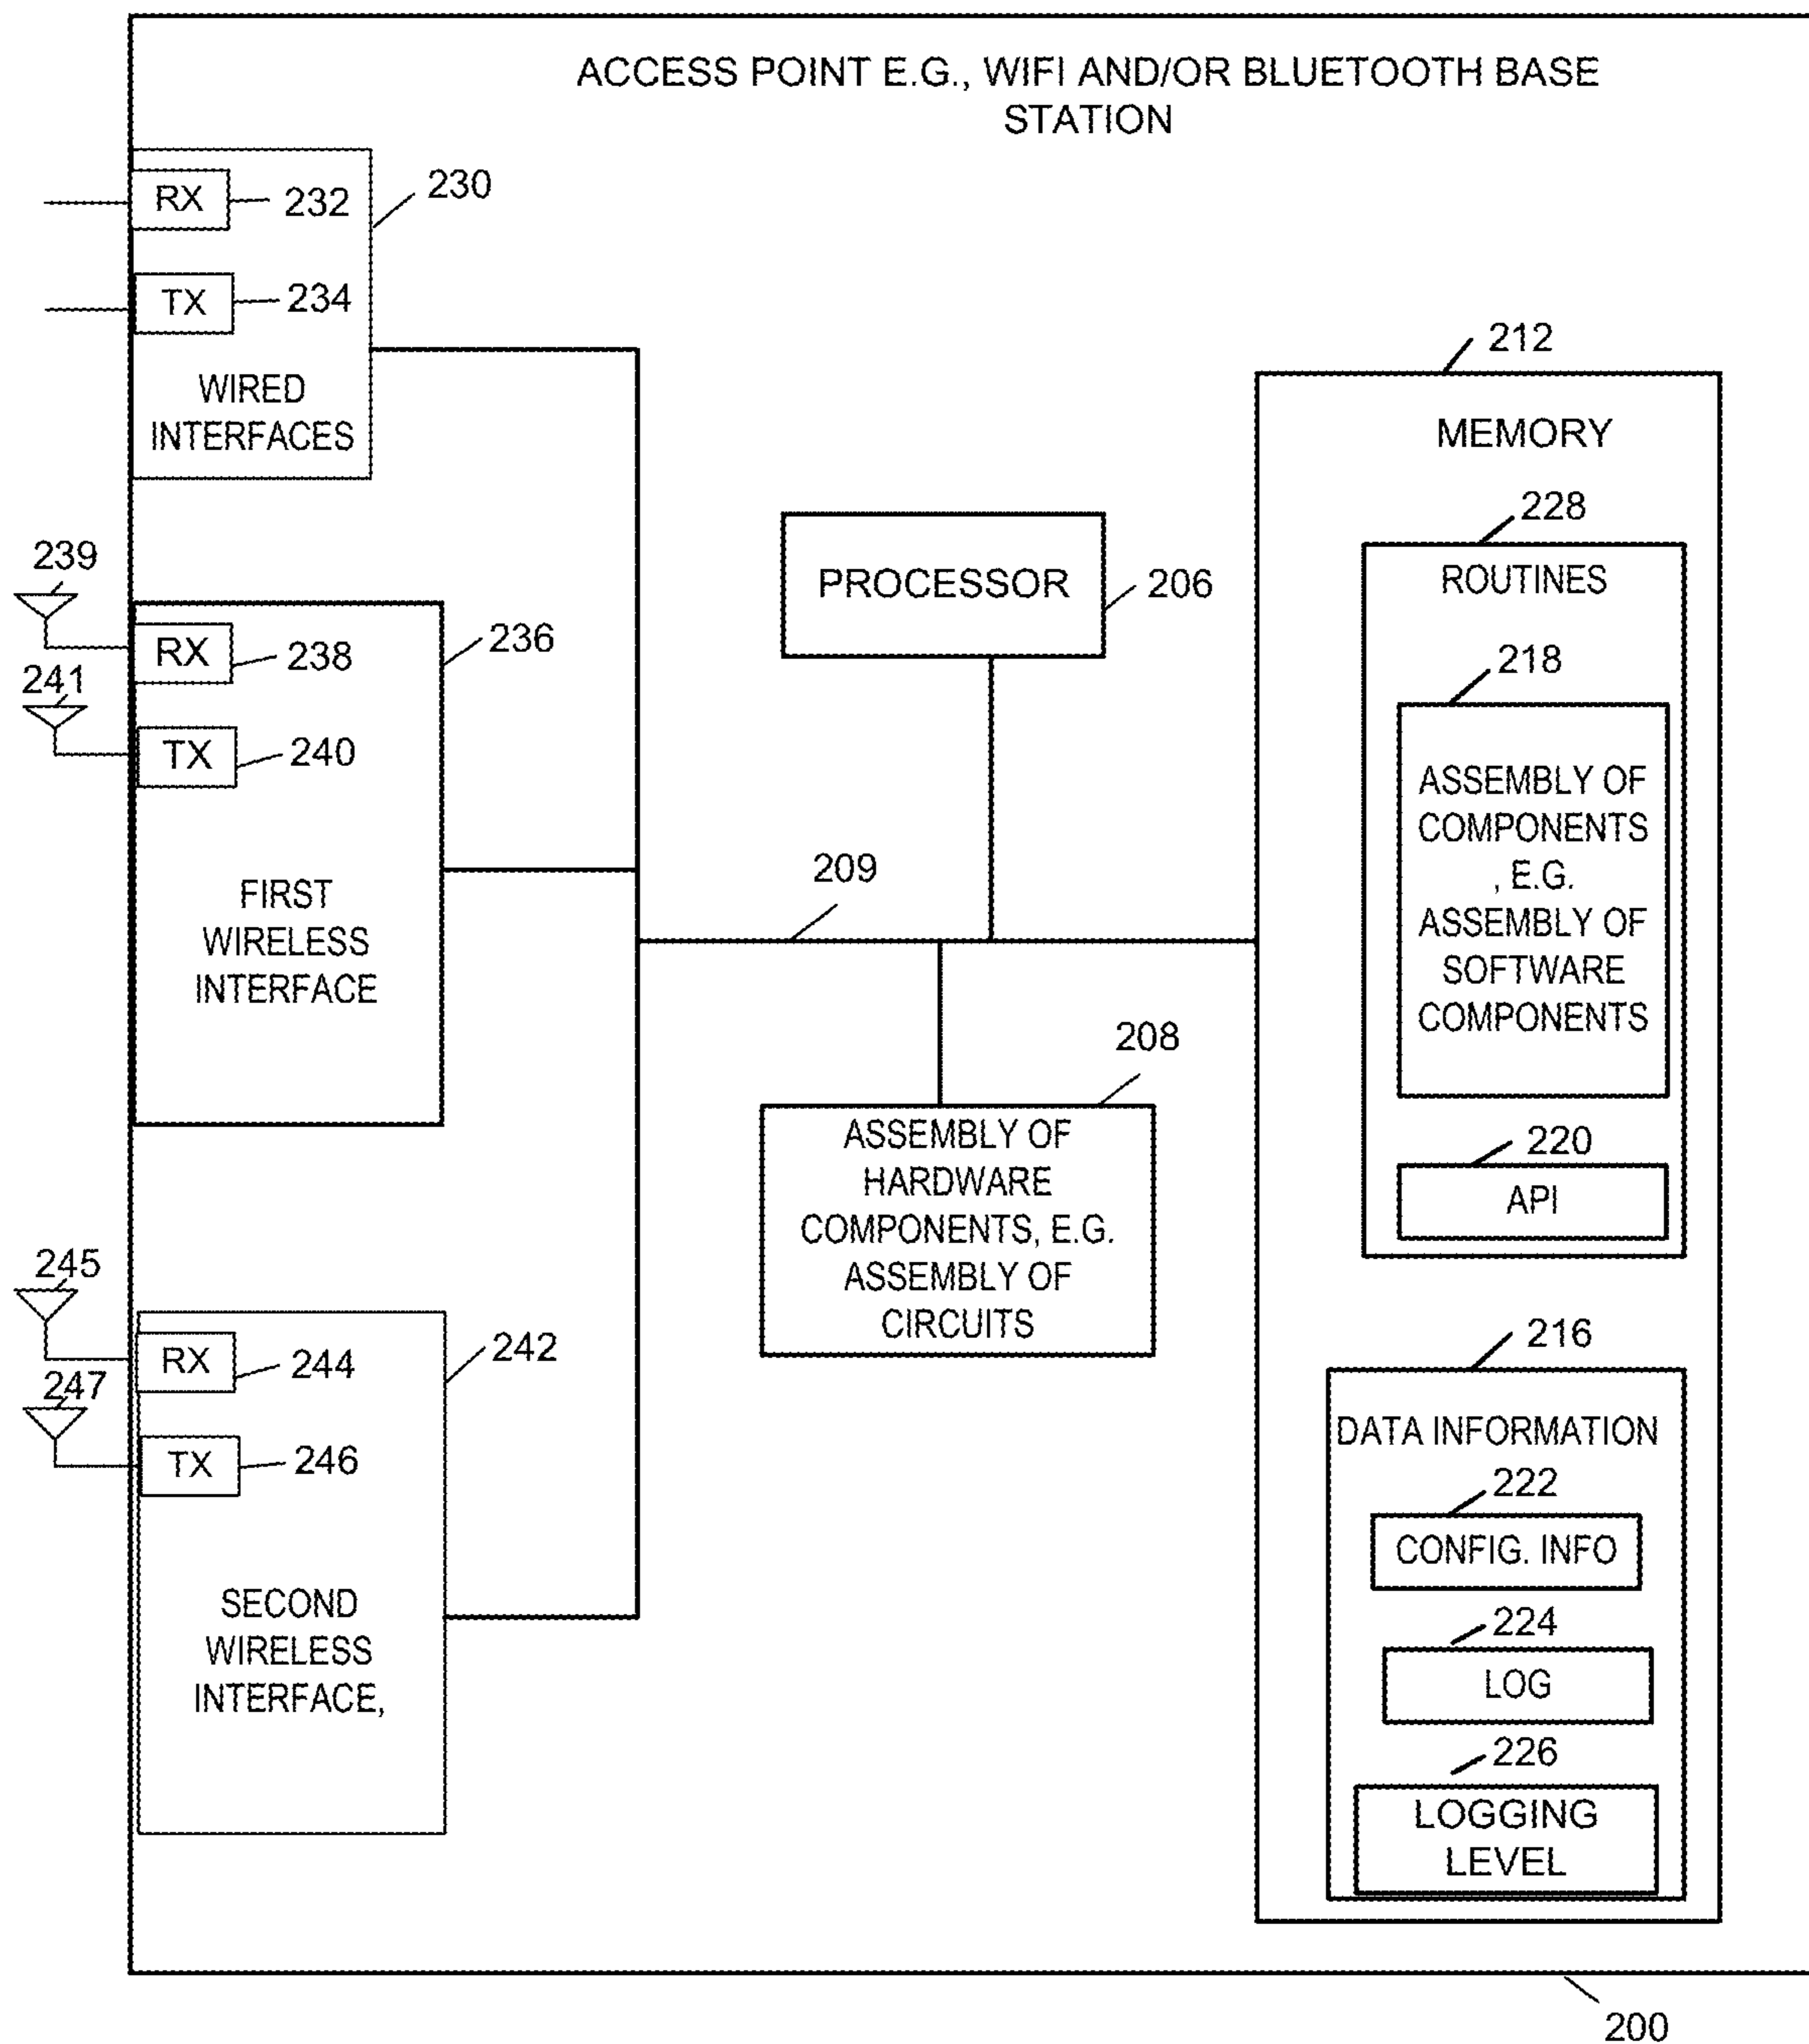 ACCESS POINT E.G., WIFI AND/OR BLUETOOTH BASE
STATION
RX
232
230
TX
234
WIRED
INTERFACES
239
RX
238
236
241
TX
240
FIRST
WIRELESS
INTERFACE
245
RX
244
242
247
TX
246
SECOND
WIRELESS
INTERFACE,
PROCESSOR
206
209
208
ASSEMBLY OF
HARDWARE
COMPONENTS, E.G.
ASSEMBLY OF
CIRCUITS
212
MEMORY
228
ROUTINES
218
ASSEMBLY OF
COMPONENTS
, E.G.
ASSEMBLY OF
SOFTWARE
COMPONENTS
220
API
216
DATA INFORMATION
222
CONFIG. INFO
224
LOG
226
LOGGING
LEVEL
200